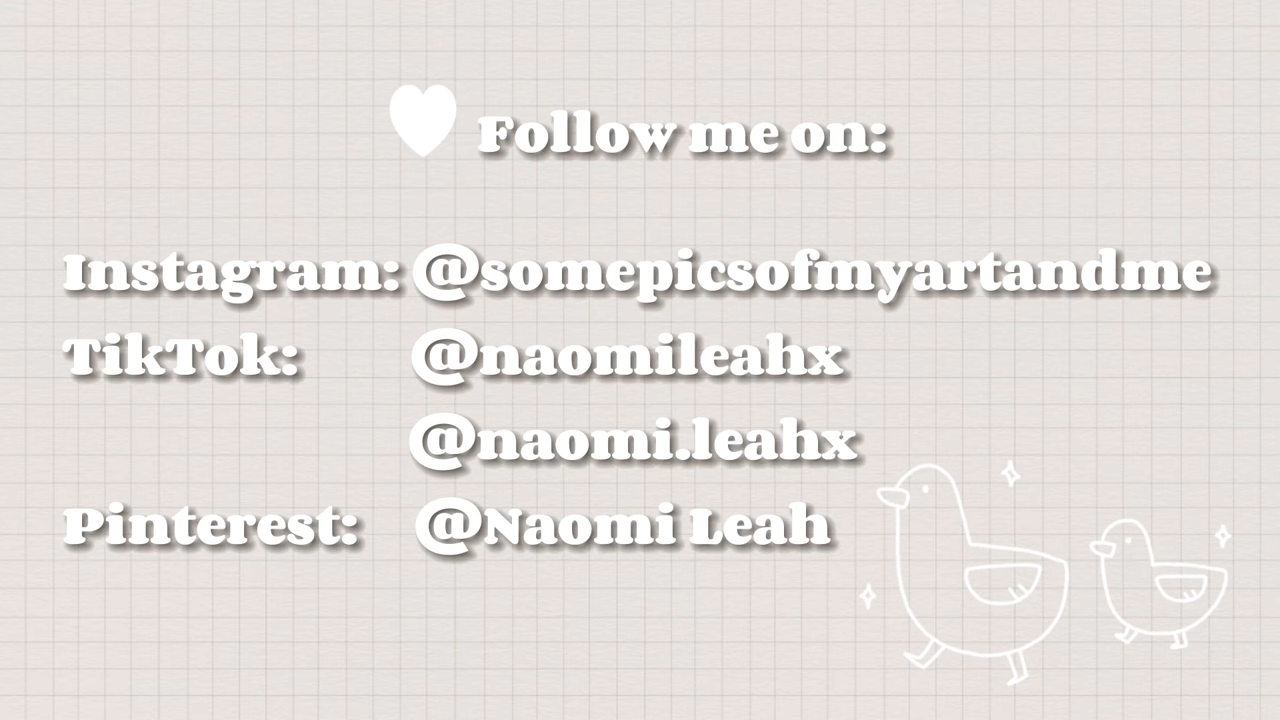 Follow me on:
Instagram: @somepicsofmyartandme
TikTok: @naomileahx
@naomi.leahx
Pinterest: @Naomi Leah